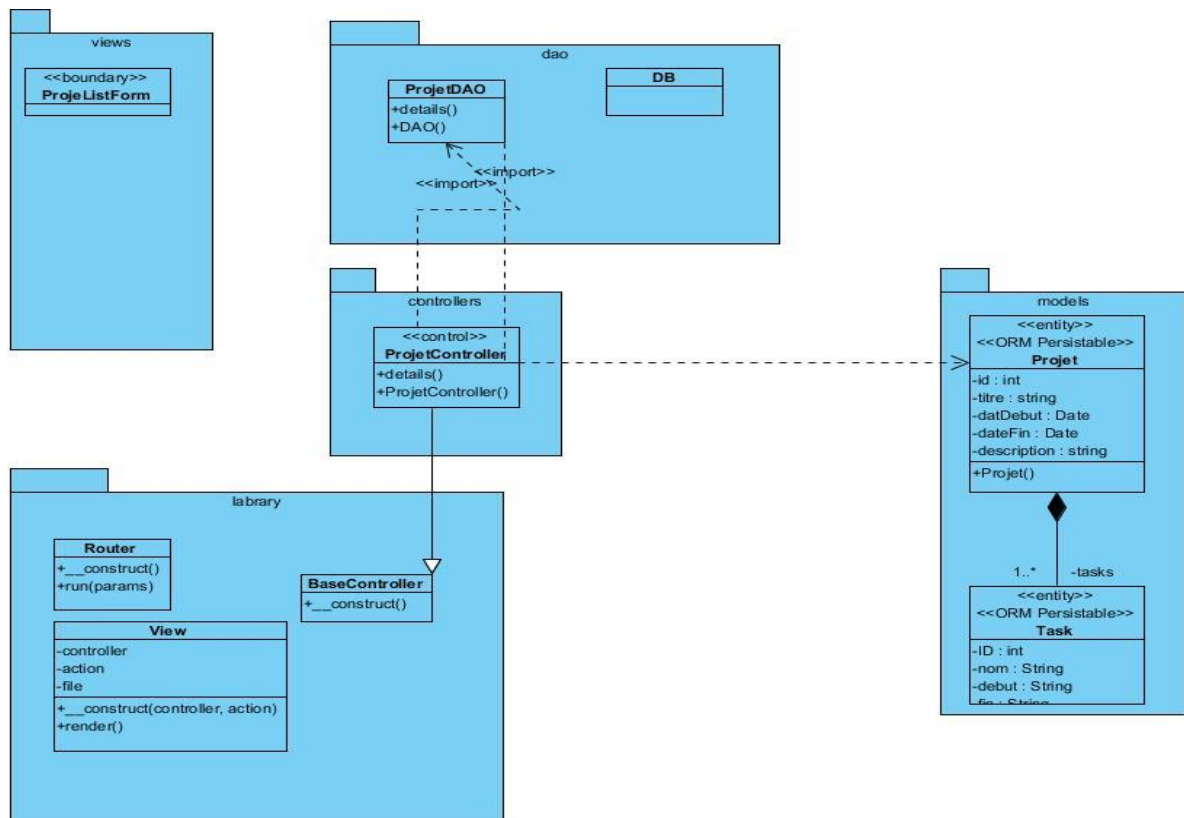 views
<<boundary>>
ProjeListForm
dao
ProjetDAO
+details()
+DAO()
DB
<<import>>
<<import>>
controllers
<<control>>
ProjetController
+details()
+ProjetController()
models
<<entity>>
<<ORM Persistable>>
Projet
-id : int
-titre : string
-datDebut : Date
-dateFin : Date
-description : string
+Projet()
1..*
-tasks
<<entity>>
<<ORM Persistable>>
Task
-ID : int
-nom : String
-debut : String
-fin : String
labrary
Router
+__construct()
+run(params)
BaseController
+__construct()
View
-controller
-action
-file
+__construct(controller, action)
+render()